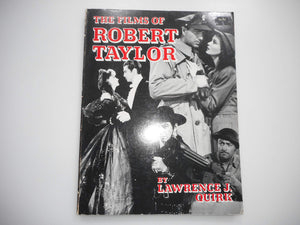 THE FILMS OF
ROBERT
TAYLOR
BY
LAWRENCE J.
QUIRK